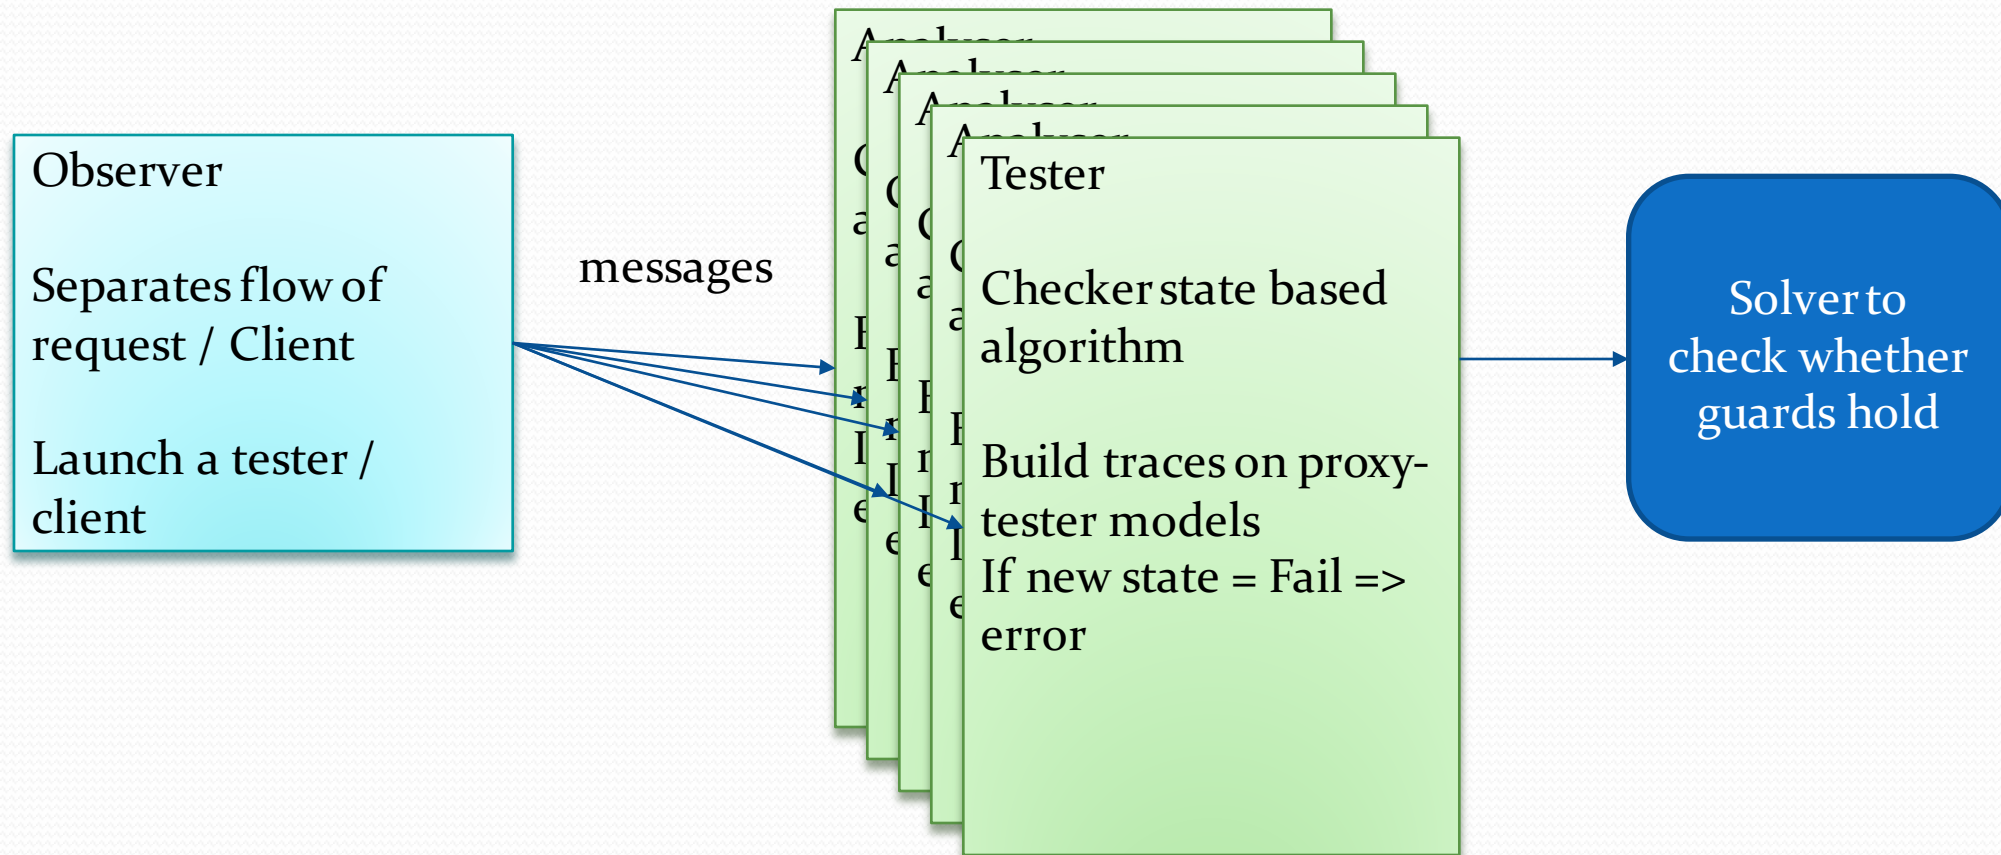 Observer
Separates flow of
request / Client
Launch a tester /
client
messages
Tester
Checker state based
algorithm
Build traces on proxy-
tester models
If new state = Fail =>
error
Solver to
check whether
guards hold